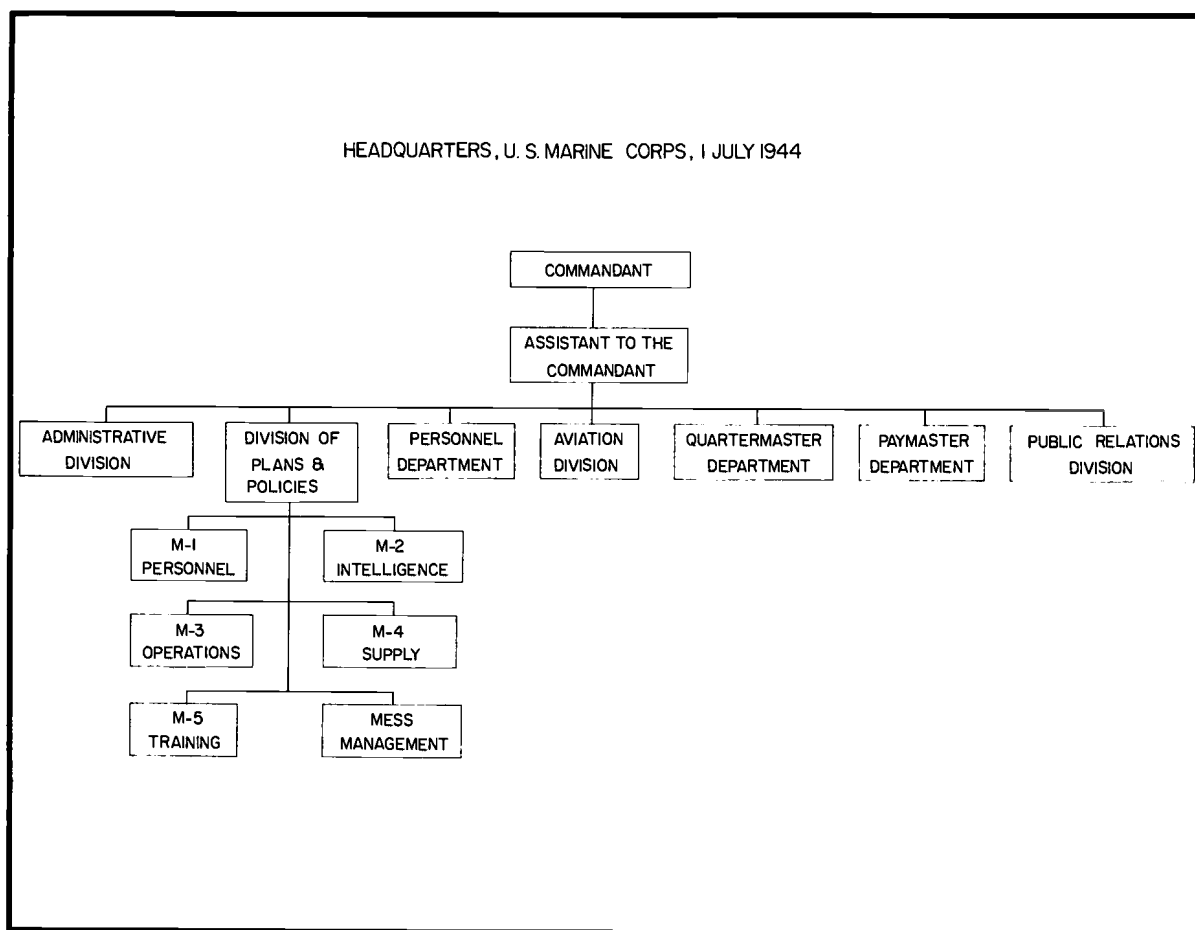 HEADQUARTERS, U. S. MARINE CORPS, 1 JULY 1944
COMMANDANT
ASSISTANT TO THE
COMMANDANT
ADMINISTRATIVE
DIVISION
DIVISION OF
PLANS &
POLICIES
PERSONNEL
DEPARTMENT
AVIATION
DIVISION
QUARTERMASTER
DEPARTMENT
PAYMASTER
DEPARTMENT
PUBLIC RELATIONS
DIVISION
M-1
PERSONNEL
M-2
INTELLIGENCE
M-3
OPERATIONS
M-4
SUPPLY
M-5
TRAINING
MESS
MANAGEMENT